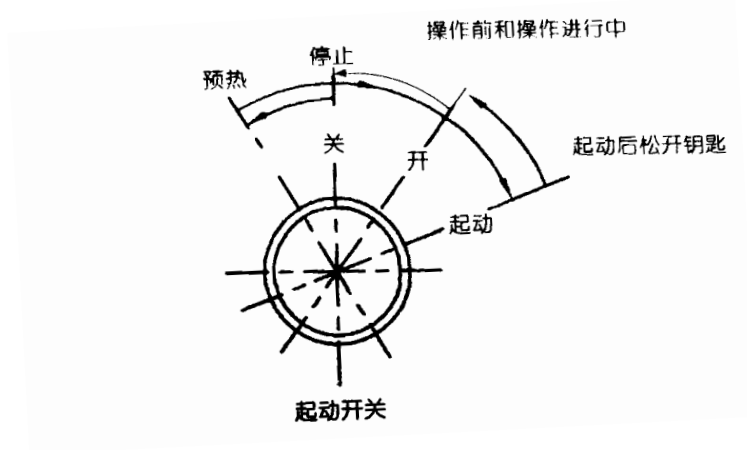 操作前和操作进行中
停止
预热
关
开
起动后松开钥匙
起动
起动开关